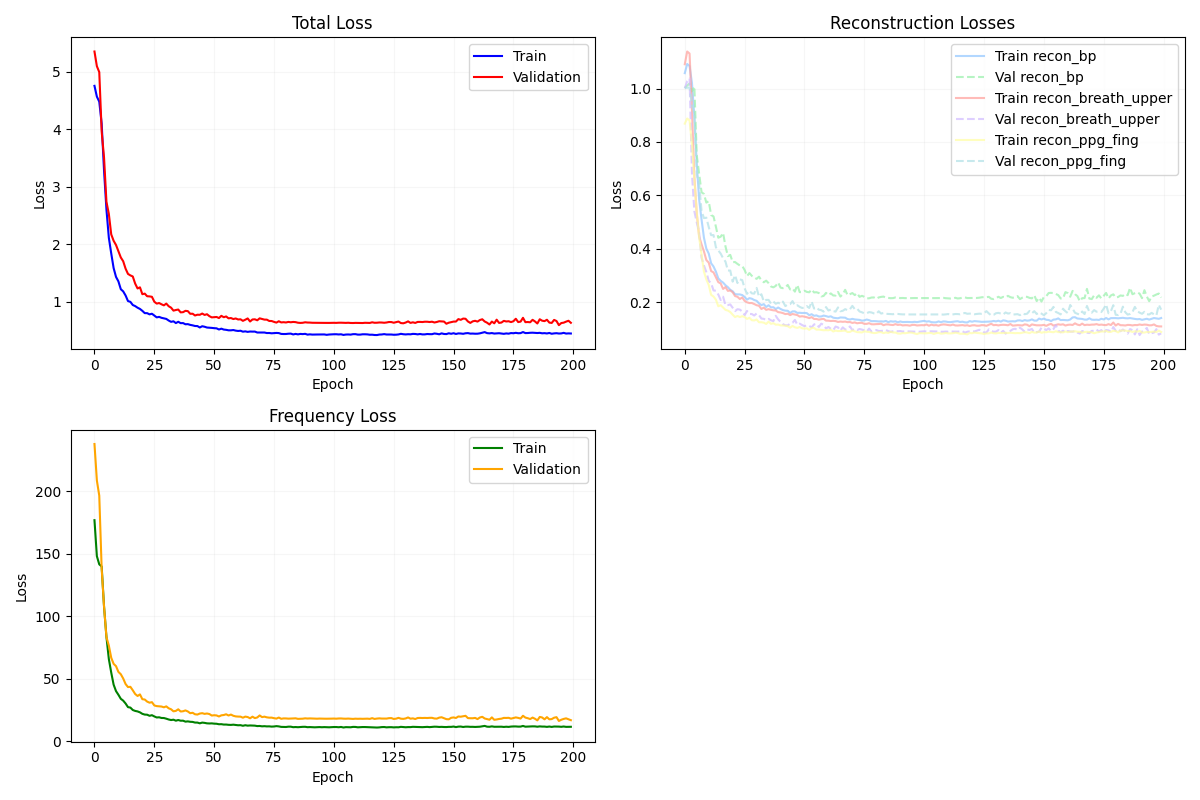 Total Loss
Loss
5
4
3
2
1
0
25
50
75
100
125
150
175
200
Epoch
Train
Validation
Reconstruction Losses
Loss
1.0
0.8
0.6
0.4
0.2
0
25
50
75
100
125
150
175
200
Epoch
Train recon_bp
Val recon_bp
Train recon_breath_upper
Val recon_breath_upper
Train recon_ppg_fing
Val recon_ppg_fing
Frequency Loss
Loss
200
150
100
50
0
0
25
50
75
100
125
150
175
200
Epoch
Train
Validation